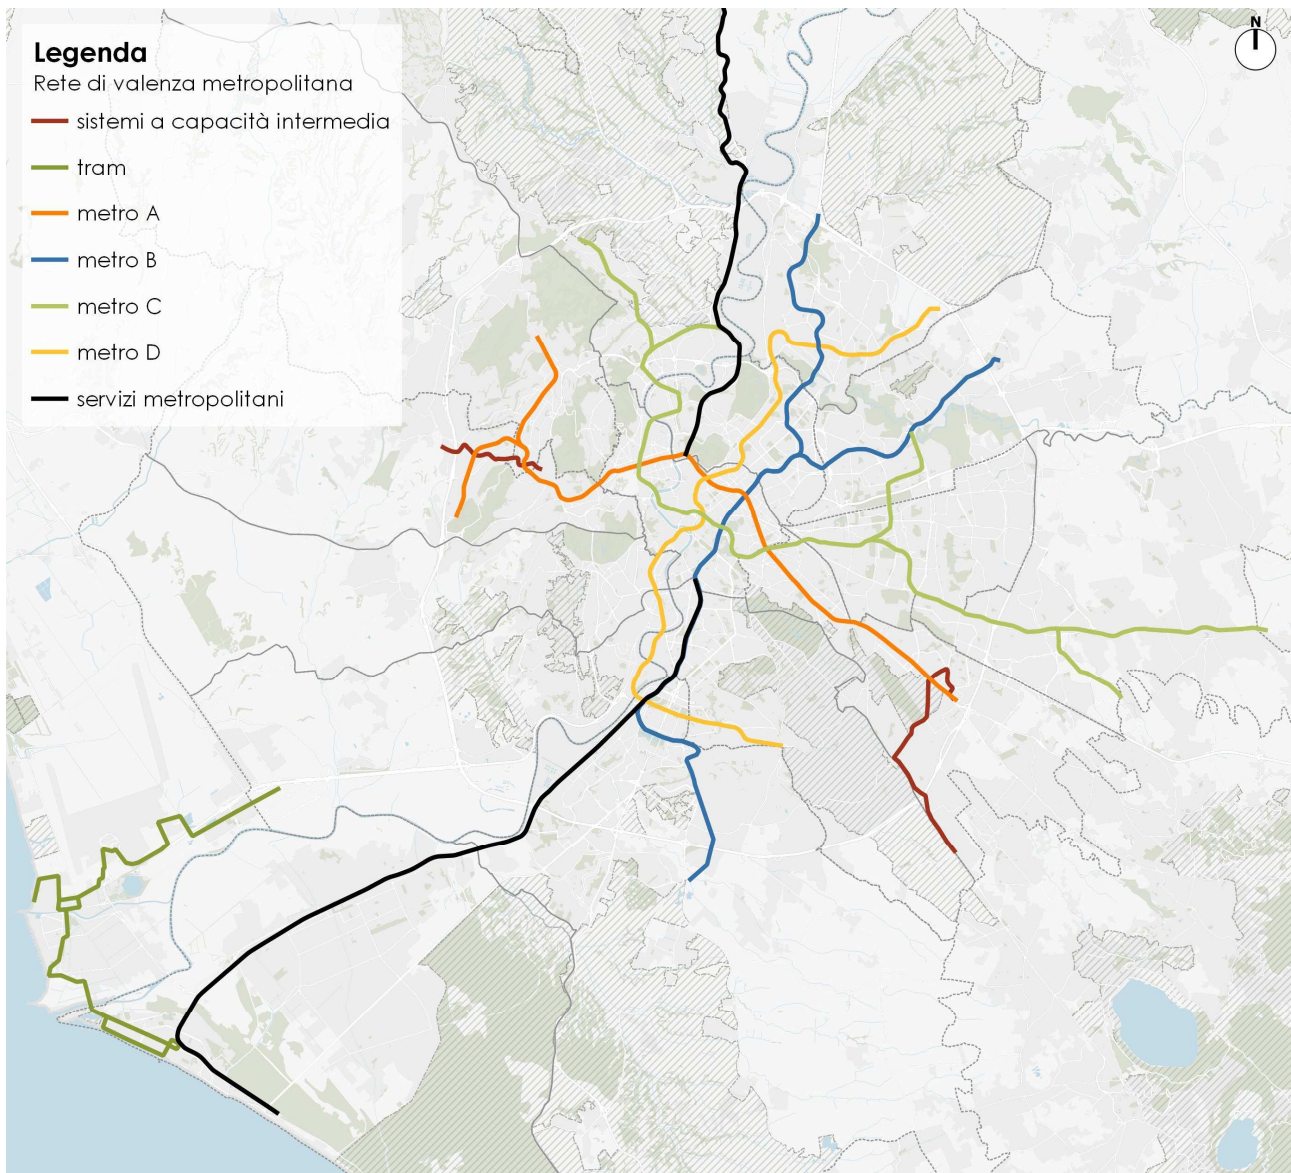 Legenda
Rete di valenza metropolitana
sistemi a capacità intermedia
tram
metro A
metro B
metro C
metro D
servizi metropolitani
N